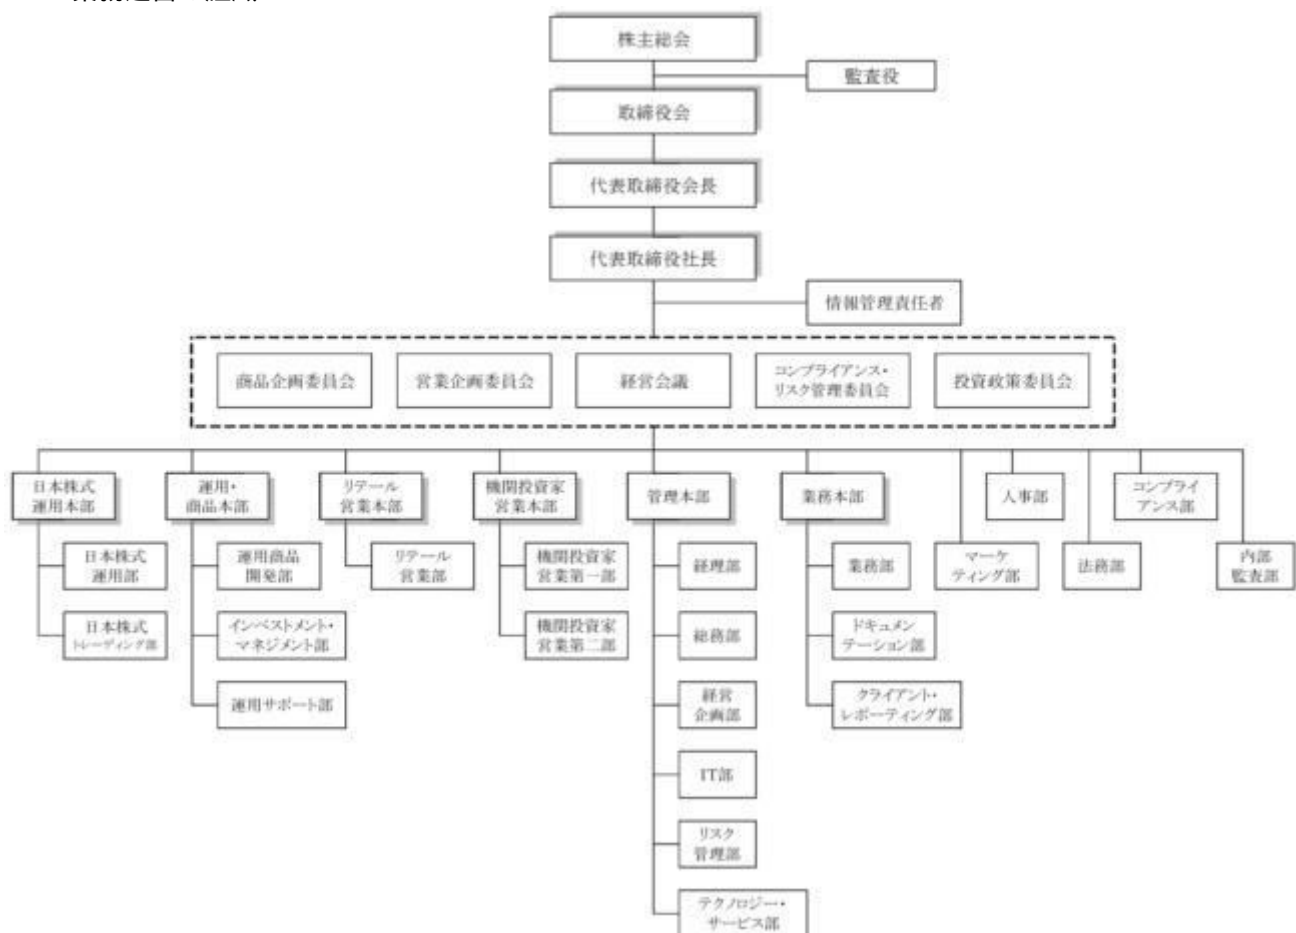 株主総会
監査役
取締役会
代表取締役会長
代表取締役社長
情報管理責任者
商品企画委員会
営業企画委員会
経営会議
コンプライアンス・
リスク管理委員会
投資政策委員会
日本株式
運用本部
運用・
商品本部
リテール
営業本部
機関投資家
営業本部
管理本部
業務本部
人事部
コンプライ
アンス部
日本株式
運用部
運用商品
開発部
リテール
営業部
機関投資家
営業第一部
経理部
業務部
マーケ
ティング部
法務部
内部
監査部
日本株式
トレーディング部
インベストメント・
マネジメント部
機関投資家
営業第二部
総務部
ドキュメン
テーション部
運用サポート部
経営
企画部
クライアント・
レポーティング部
IT部
リスク
管理部
テクノロジー・
サービス部